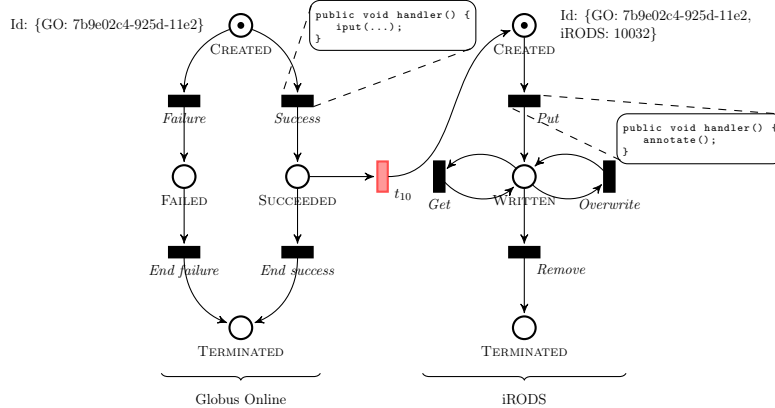 Id: {GO: 7b9e02c4-925d-11e2}
public void handler() {
iput(...);
}
Id: {GO: 7b9e02c4-925d-11e2,
iRODS: 10032}
CREATED
CREATED
Failure
Success
Put
public void handler() {
annotate();
}
FAILED
SUCCEEDED
t10
Get
WRITTEN
Overwrite
End failure
End success
Remove
TERMINATED
TERMINATED
Globus Online
iRODS